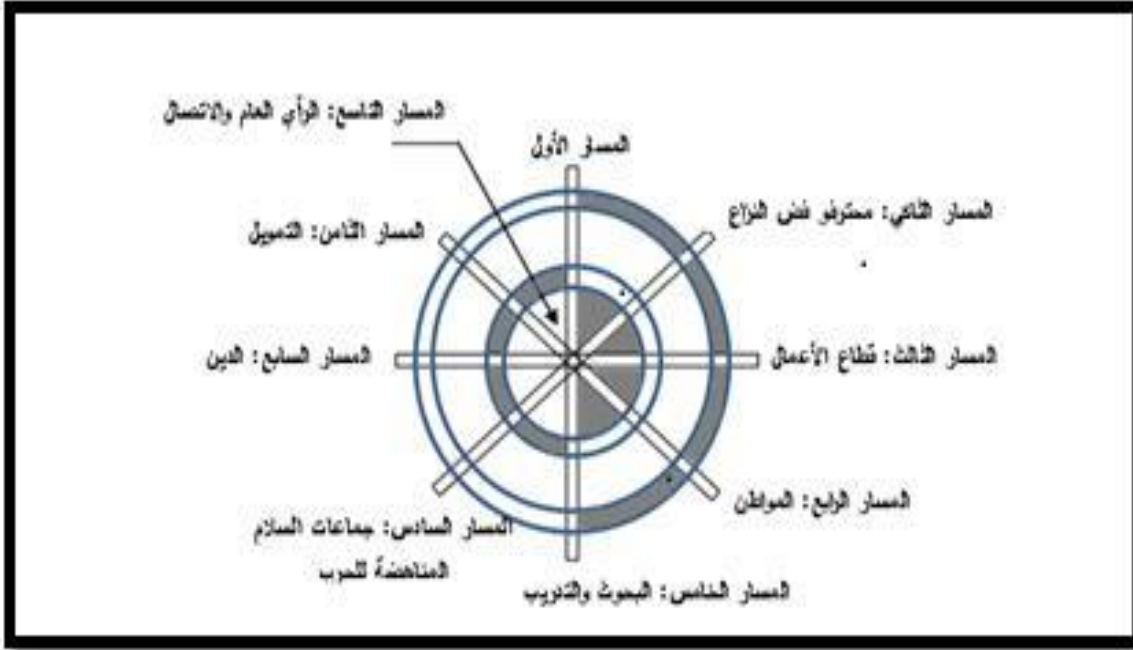 المسار التاسع: الرأي العام والاتصال
المسار الأول
المسار الثاني: محترفو فض النزاع
المسار الثامن: التمويل
المسار الثالث: قطاع الأعمال
المسار السابع: الدين
المسار الرابع: المواطن
المسار السادس: جماعات السلام
المناهضة للحرب
المسار الخامس: البحوث والتدريب